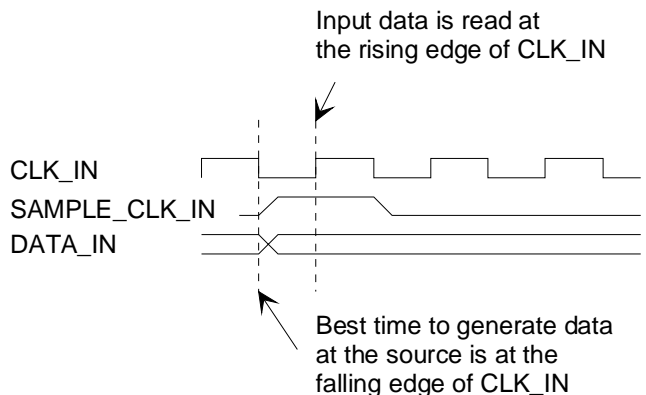 Input data is read at
the rising edge of CLK_IN
CLK_IN
SAMPLE_CLK_IN
DATA_IN
Best time to generate data
at the source is at the
falling edge of CLK_IN